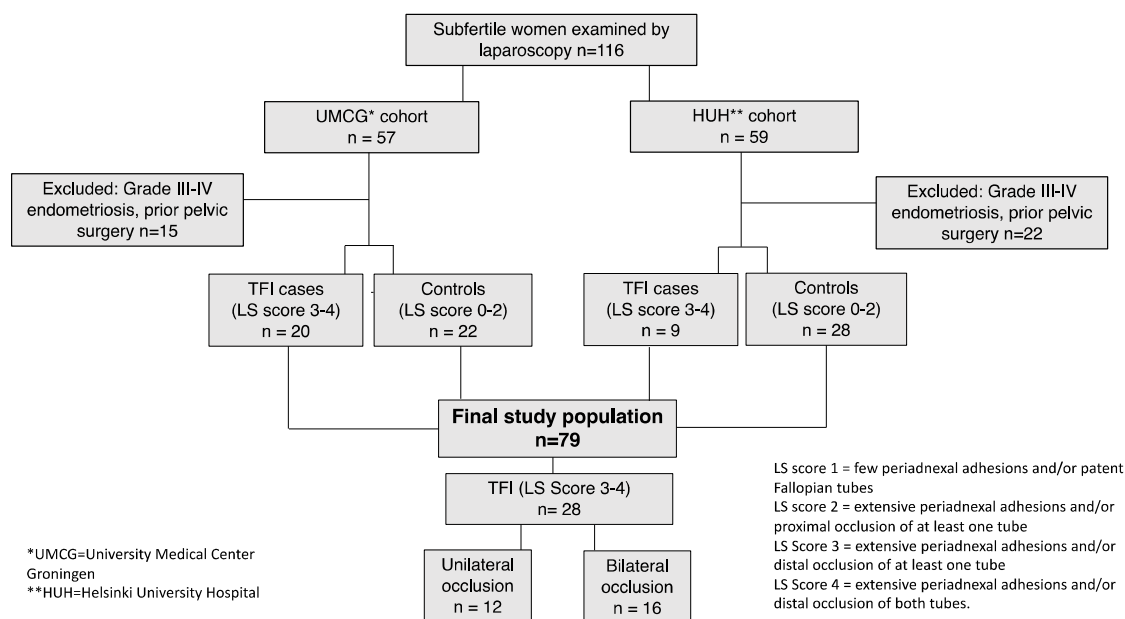 Subfertile women examined by
laparoscopy n=116
UMCG* cohort
n = 57
HUH** cohort
n = 59
Excluded: Grade III-IV
endometriosis, prior pelvic
surgery n=15
Excluded: Grade III-IV
endometriosis, prior pelvic
surgery n=22
TFI cases
(LS score 3-4)
n = 20
Controls
(LS score 0-2)
n = 22
TFI cases
(LS score 3-4)
n = 9
Controls
(LS score 0-2)
n = 28
Final study population
n=79
TFI (LS Score 3-4)
n = 28
Unilateral
occlusion
n = 12
Bilateral
occlusion
n = 16
*UMCG=University Medical Center
Groningen
**HUH=Helsinki University Hospital
LS score 1 = few periadnexal adhesions and/or patent
Fallopian tubes
LS score 2 = extensive periadnexal adhesions and/or
proximal occlusion of at least one tube
LS Score 3 = extensive periadnexal adhesions and/or
distal occlusion of at least one tube
LS Score 4 = extensive periadnexal adhesions and/or
distal occlusion of both tubes.